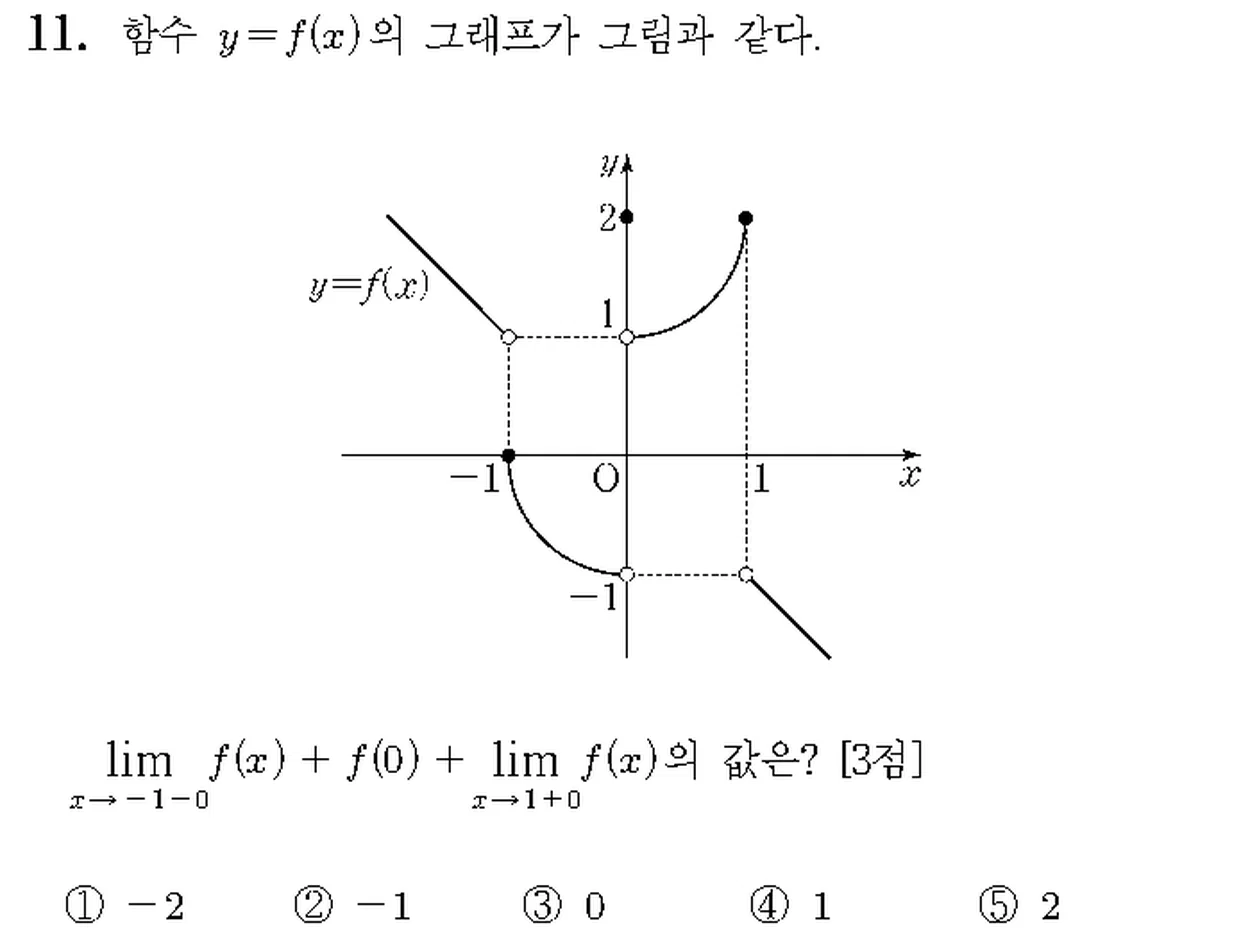 11. 함수 y=f(x)의 그래프가 그림과 같다.
y
2
y=f(x)
1
-1
O
1
x
-1
lim f(x) + f(0) + lim f(x)의 값은? [3점]
x→-1-0 x→1+0
① -2 ② -1 ③ 0 ④ 1 ⑤ 2